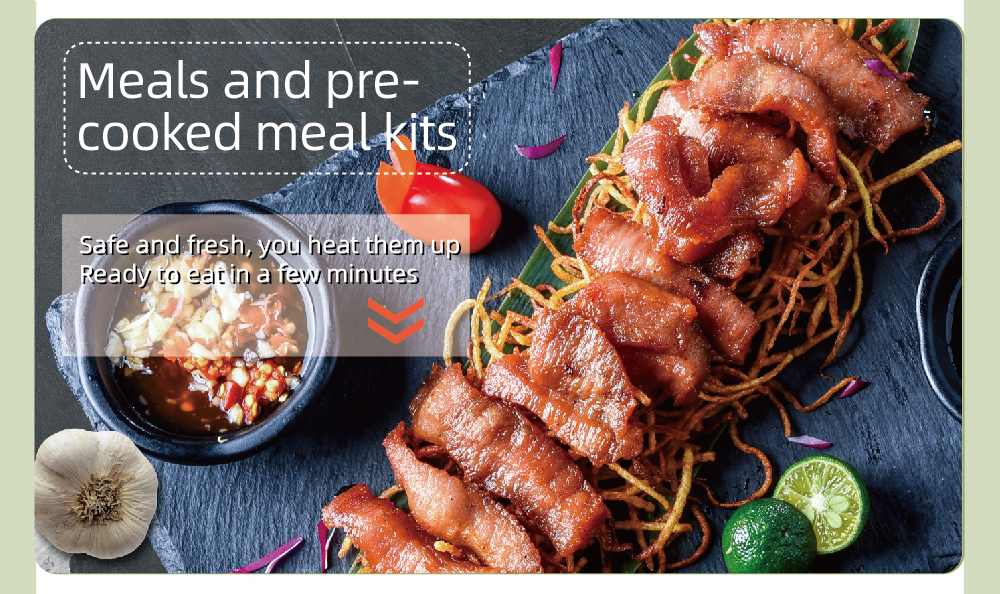 Meals and pre-
cooked meal kits
Safe and fresh, you heat them up
Ready to eat in a few minutes